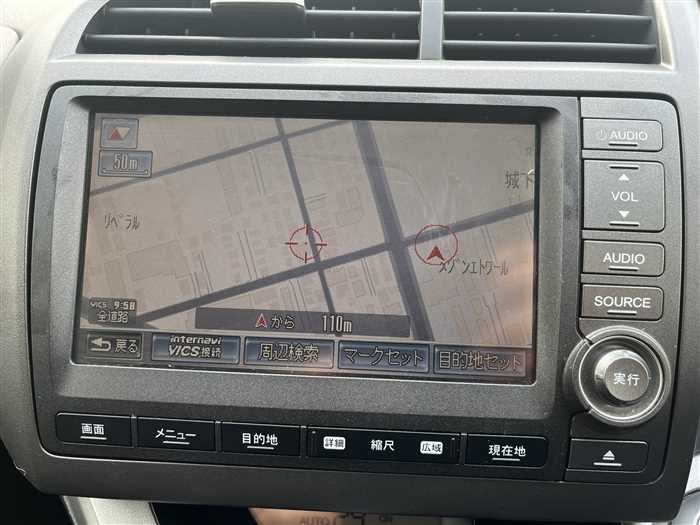 50m
城下
リベラル
メゾンエトワール
VICS 9:58
全道路
から 110m
戻る
internavi
VICS接続
周辺検索
マークセット
目的地セット
AUDIO
VOL
AUDIO
SOURCE
実行
画面
メニュー
目的地
詳細 縮尺 広域
現在地
AUTO
ON